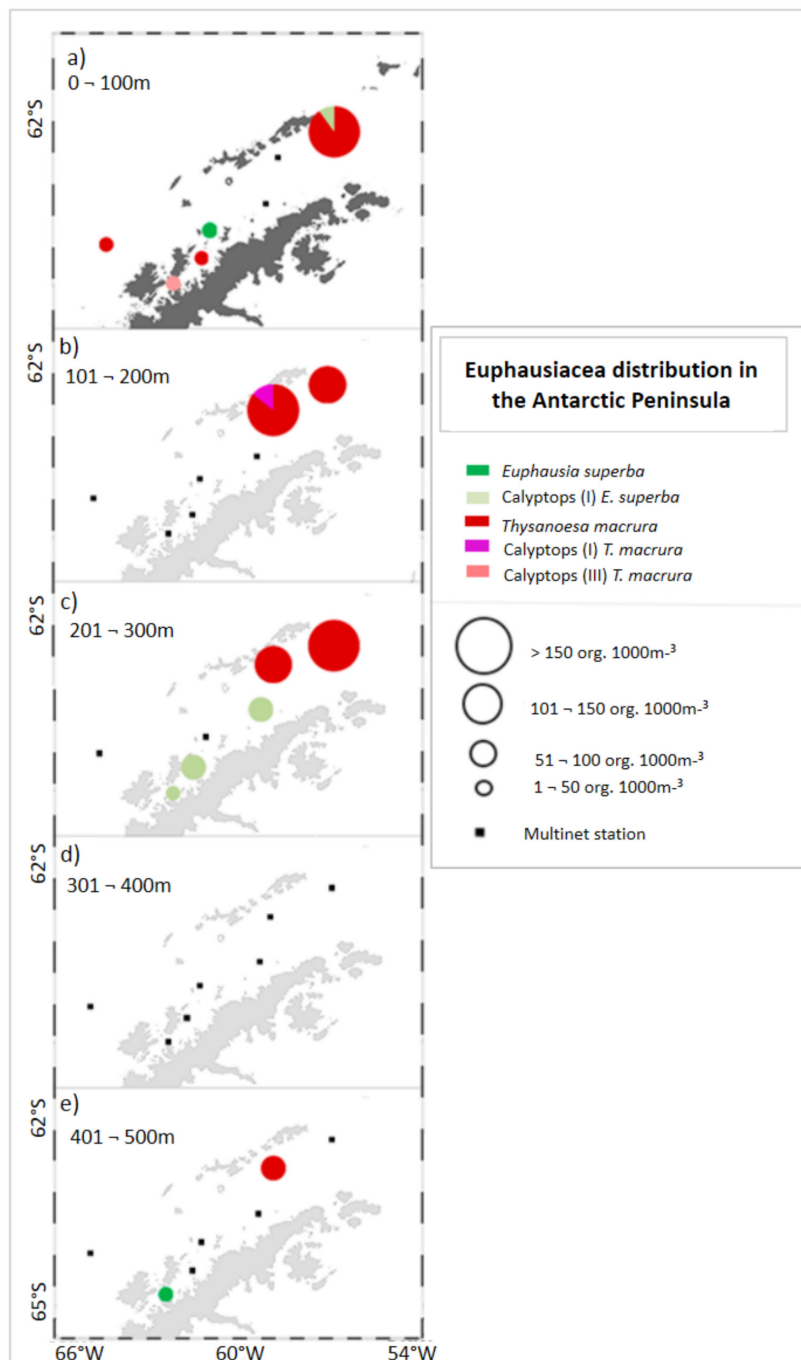 a)
0 ¬ 100m
62°S
b)
101 ¬ 200m
62°S
c)
201 ¬ 300m
62°S
d)
301 ¬ 400m
62°S
e)
401 ¬ 500m
62°S
65°S
66°W 60°W 54°W
Euphausiacea distribution in
the Antarctic Peninsula
Euphausia superba
Calyptops (I) E. superba
Thysanoesa macrura
Calyptops (I) T. macrura
Calyptops (III) T. macrura
> 150 org. 1000m-³
101 ¬ 150 org. 1000m-³
51 ¬ 100 org. 1000m-³
1 ¬ 50 org. 1000m-³
Multinet station